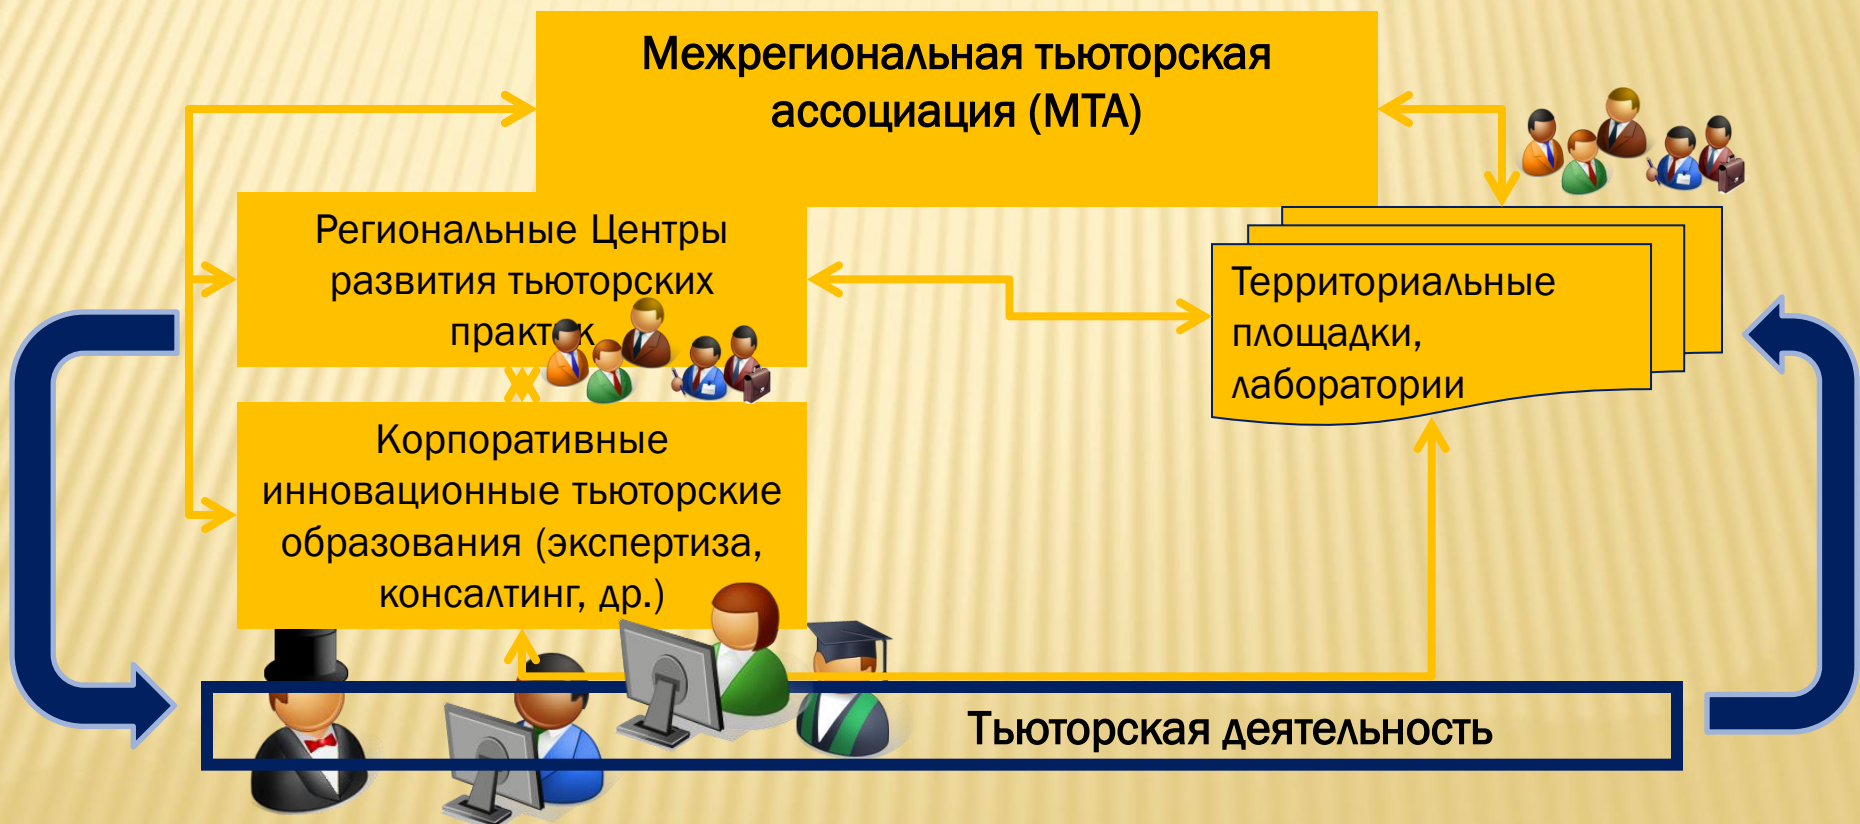 Межрегиональная тьюторская
ассоциация (МТА)
Региональные Центры
развития тьюторских
Территориальные
площадки,
лаборатории
Корпоративные
инновационные тьюторские
образования (экспертиза,
консалтинг, др.)
Тьюторская деятельность